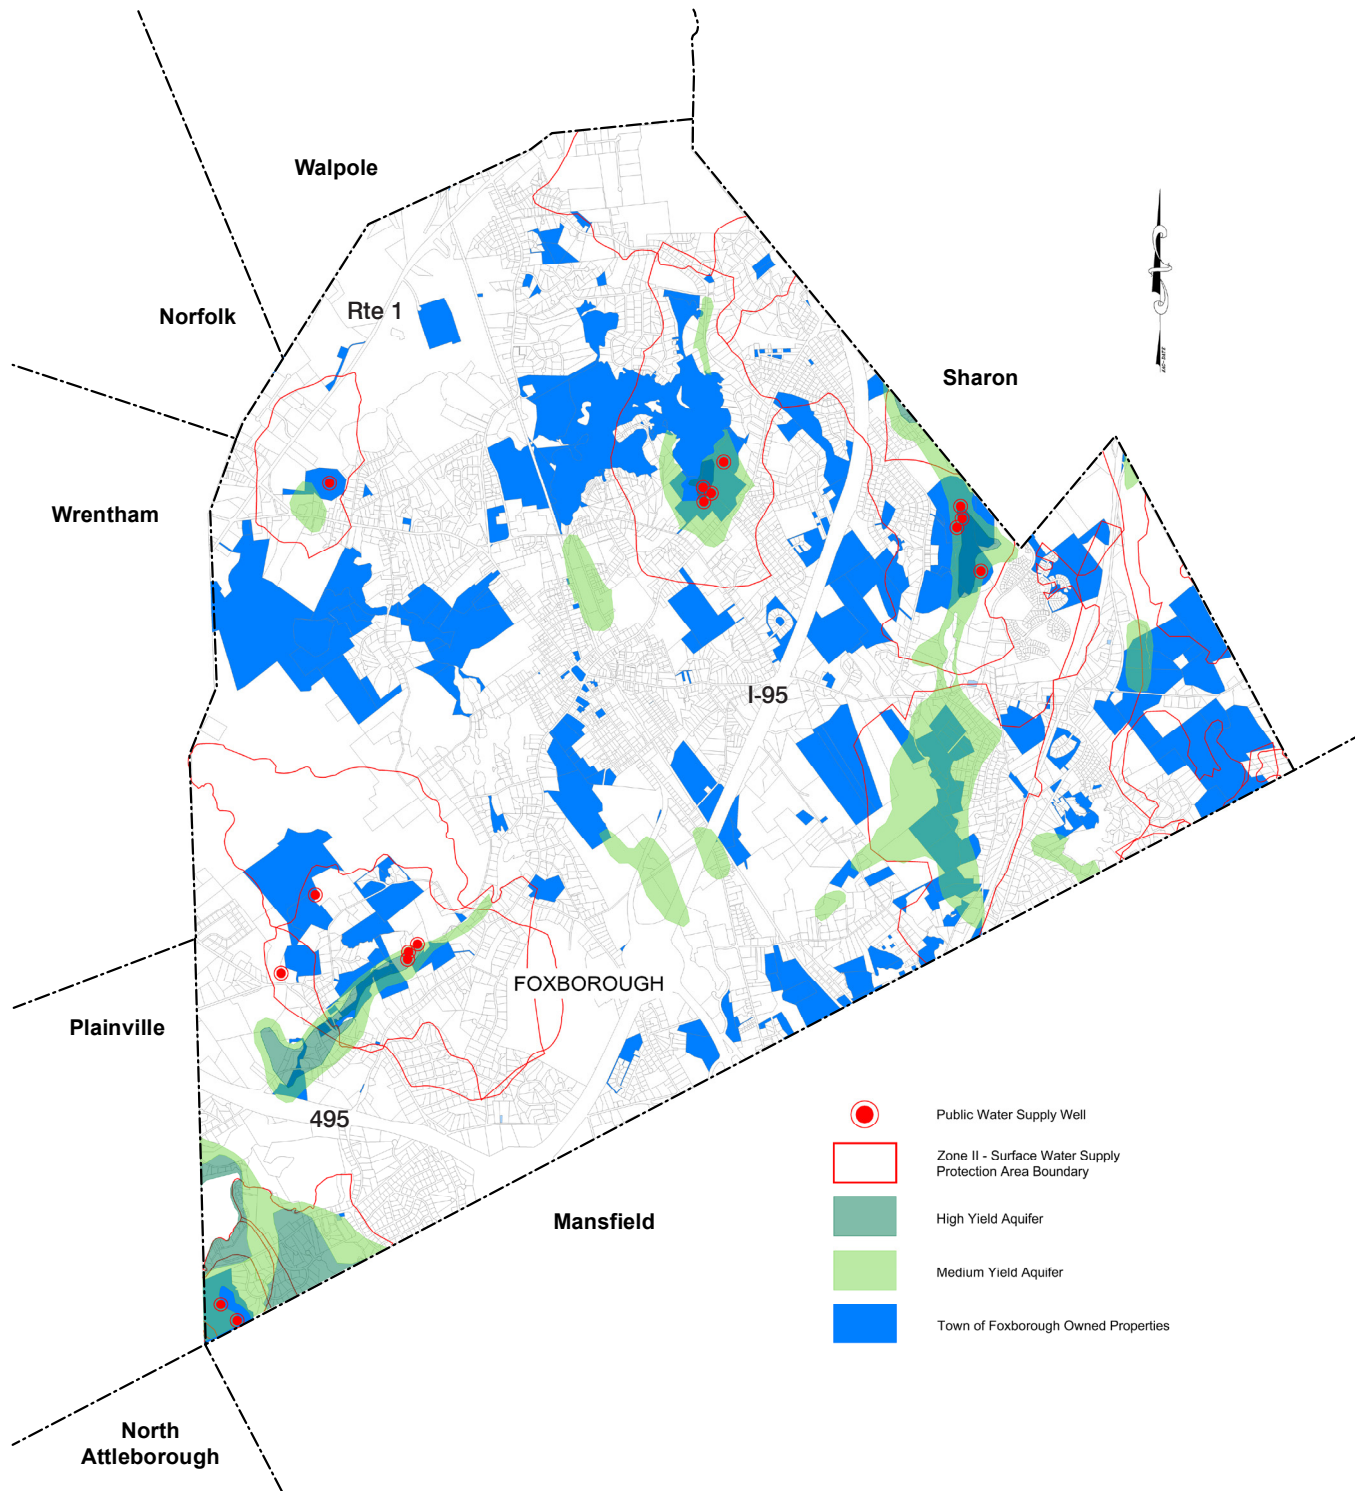 Walpole
Rte 1
Norfolk
Sharon
Wrentham
I-95
FOXBOROUGH
Plainville
495
Mansfield
North
Attleborough
Public Water Supply Well
Zone II - Surface Water Supply
Protection Area Boundary
High Yield Aquifer
Medium Yield Aquifer
Town of Foxborough Owned Properties